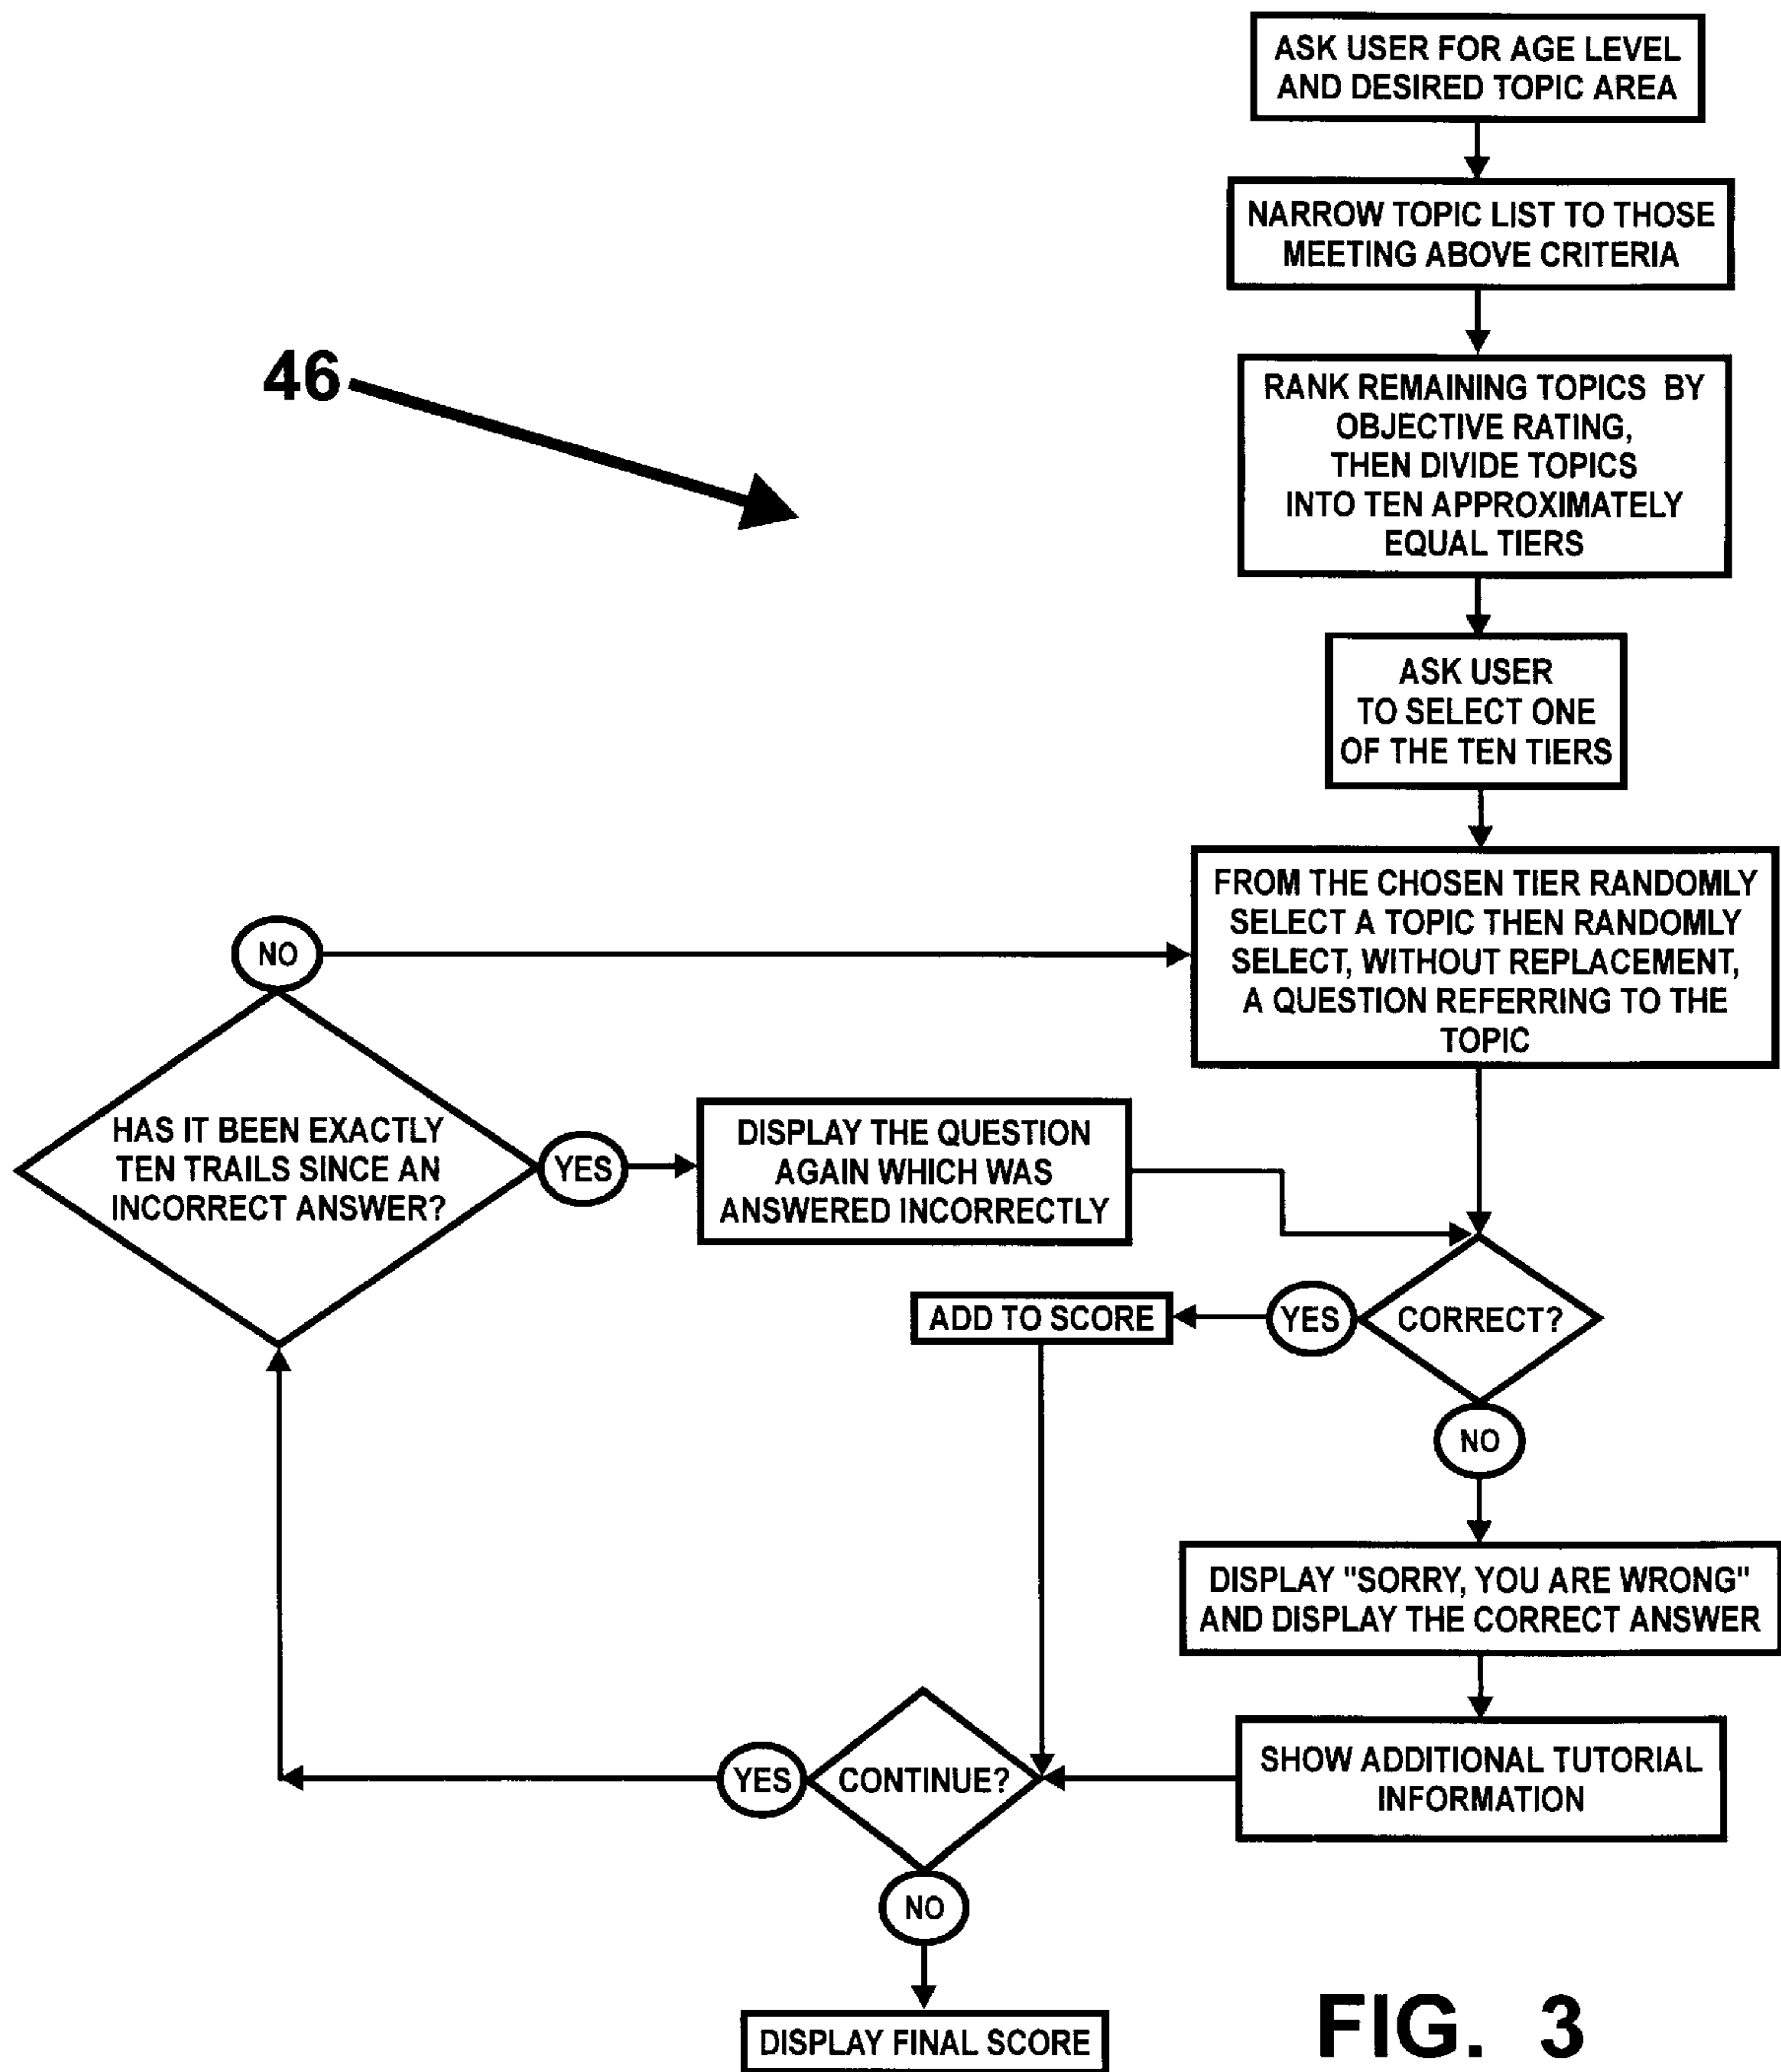 ASK USER FOR AGE LEVEL
AND DESIRED TOPIC AREA
NARROW TOPIC LIST TO THOSE
MEETING ABOVE CRITERIA
46
RANK REMAINING TOPICS BY
OBJECTIVE RATING,
THEN DIVIDE TOPICS
INTO TEN APPROXIMATELY
EQUAL TIERS
ASK USER
TO SELECT ONE
OF THE TEN TIERS
FROM THE CHOSEN TIER RANDOMLY
SELECT A TOPIC THEN RANDOMLY
SELECT, WITHOUT REPLACEMENT,
A QUESTION REFERRING TO THE
TOPIC
NO
HAS IT BEEN EXACTLY
TEN TRAILS SINCE AN
INCORRECT ANSWER?
YES
DISPLAY THE QUESTION
AGAIN WHICH WAS
ANSWERED INCORRECTLY
ADD TO SCORE
YES
CORRECT?
NO
DISPLAY "SORRY, YOU ARE WRONG"
AND DISPLAY THE CORRECT ANSWER
SHOW ADDITIONAL TUTORIAL
INFORMATION
YES
CONTINUE?
NO
DISPLAY FINAL SCORE
FIG. 3